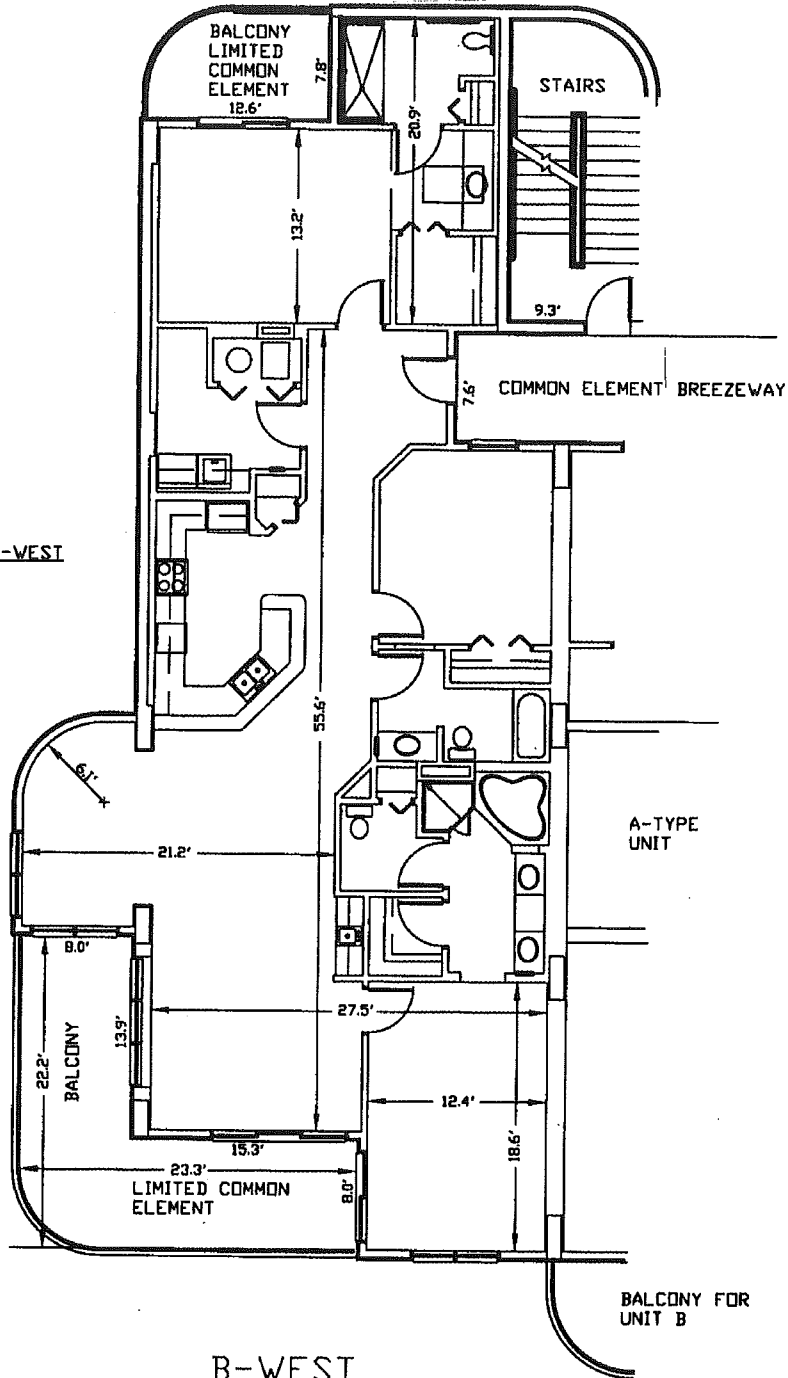 BALCONY
LIMITED
COMMON
ELEMENT
12.6'
7.8'
20.9'
STAIRS
13.2'
9.3'
7.6'
COMMON ELEMENT BREEZEWAY
-WEST
55.6'
6.1'
21.2'
A-TYPE
UNIT
8.0'
27.5'
13.9'
22.2'
BALCONY
12.4'
18.6'
15.3'
23.3'
8.0'
LIMITED COMMON
ELEMENT
BALCONY FOR
UNIT B
B-WEST